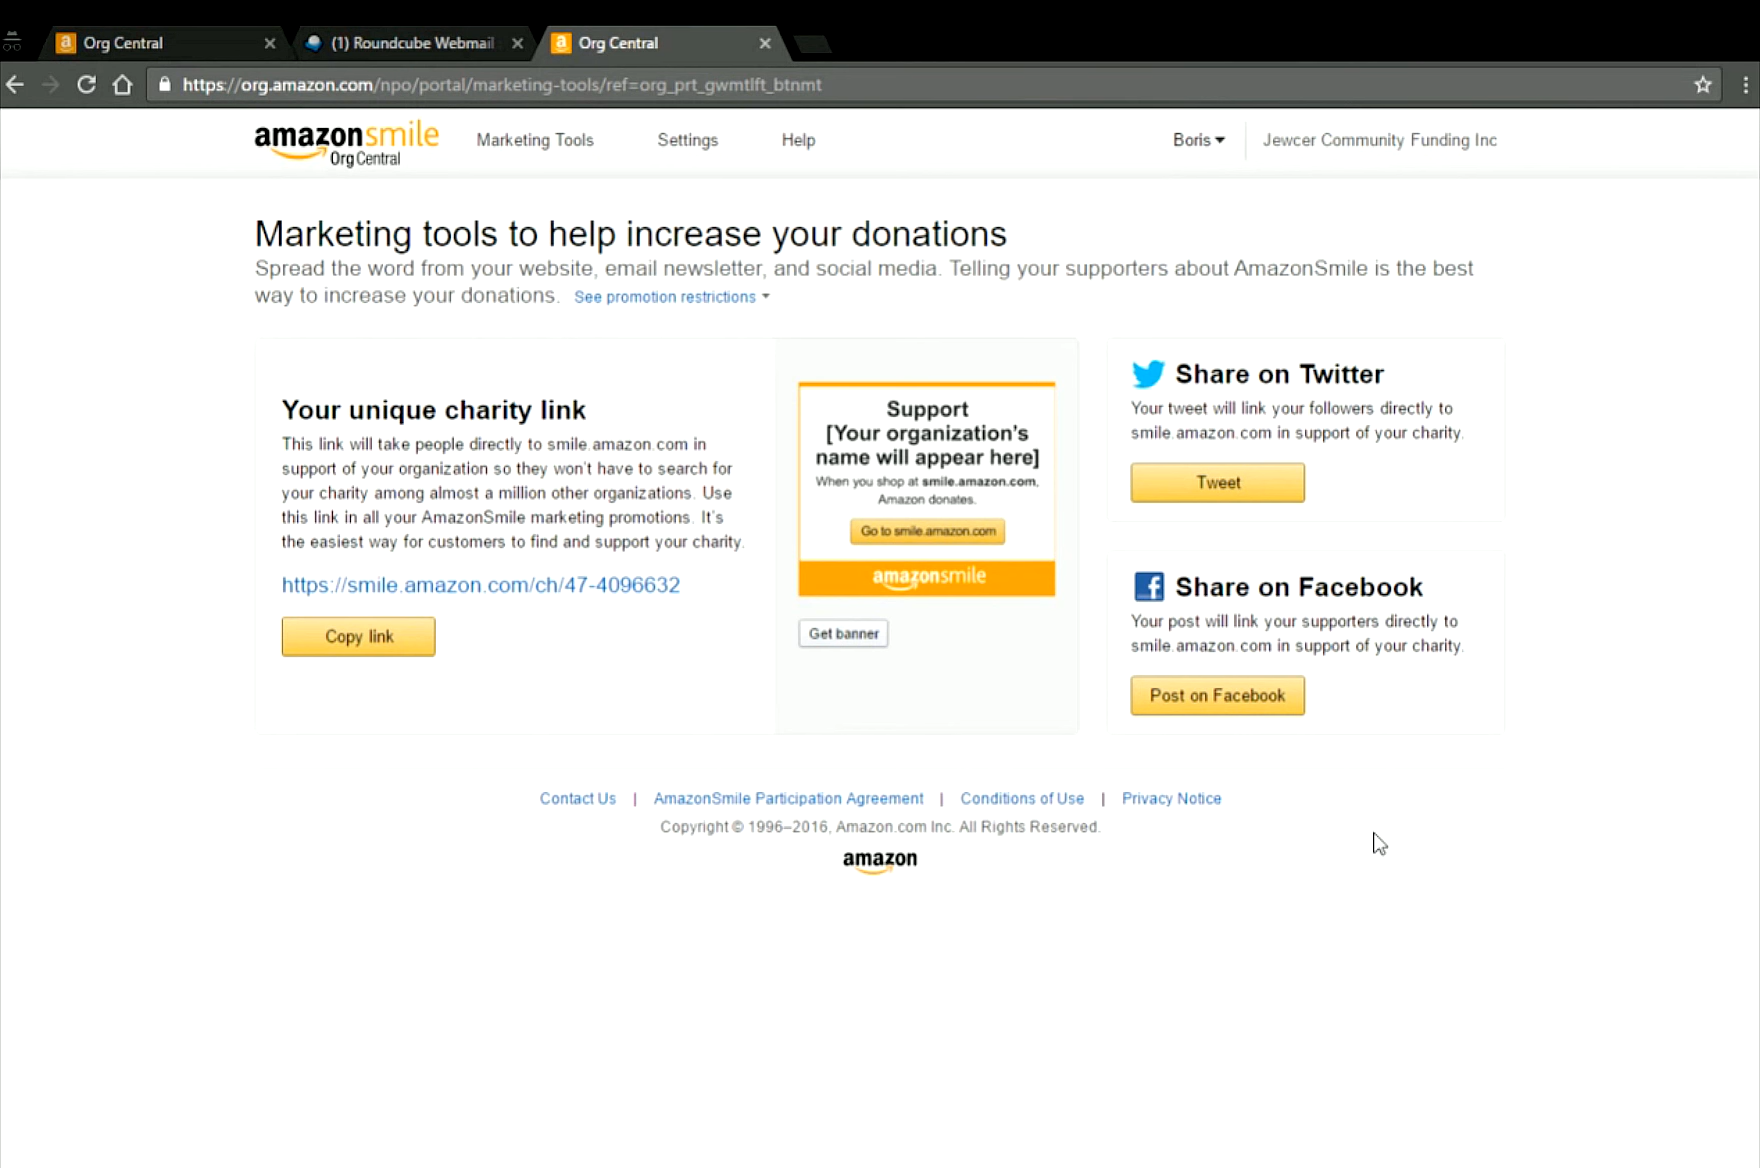 Org Central
(1) Roundcube Webmail
Org Central
https://org.amazon.com/npo/portal/marketing-tools/ref=org_prt_gwmtlft_btnmt
amazonsmile
Org Central
Marketing Tools
Settings
Help
Boris
Jewcer Community Funding Inc
Marketing tools to help increase your donations
Spread the word from your website, email newsletter, and social media. Telling your supporters about AmazonSmile is the best
way to increase your donations. See promotion restrictions
Your unique charity link
This link will take people directly to smile.amazon.com in
support of your organization so they won't have to search for
your charity among almost a million other organizations. Use
this link in all your AmazonSmile marketing promotions. It's
the easiest way for customers to find and support your charity.
https://smile.amazon.com/ch/47-4096632
Copy link
Support
[Your organization's
name will appear here]
When you shop at smile.amazon.com,
Amazon donates.
Go to smile.amazon.com
amazonsmile
Get banner
Share on Twitter
Your tweet will link your followers directly to
smile.amazon.com in support of your charity.
Tweet
Share on Facebook
Your post will link your supporters directly to
smile.amazon.com in support of your charity.
Post on Facebook
Contact Us | AmazonSmile Participation Agreement | Conditions of Use | Privacy Notice
Copyright © 1996–2016, Amazon.com Inc. All Rights Reserved.
amazon